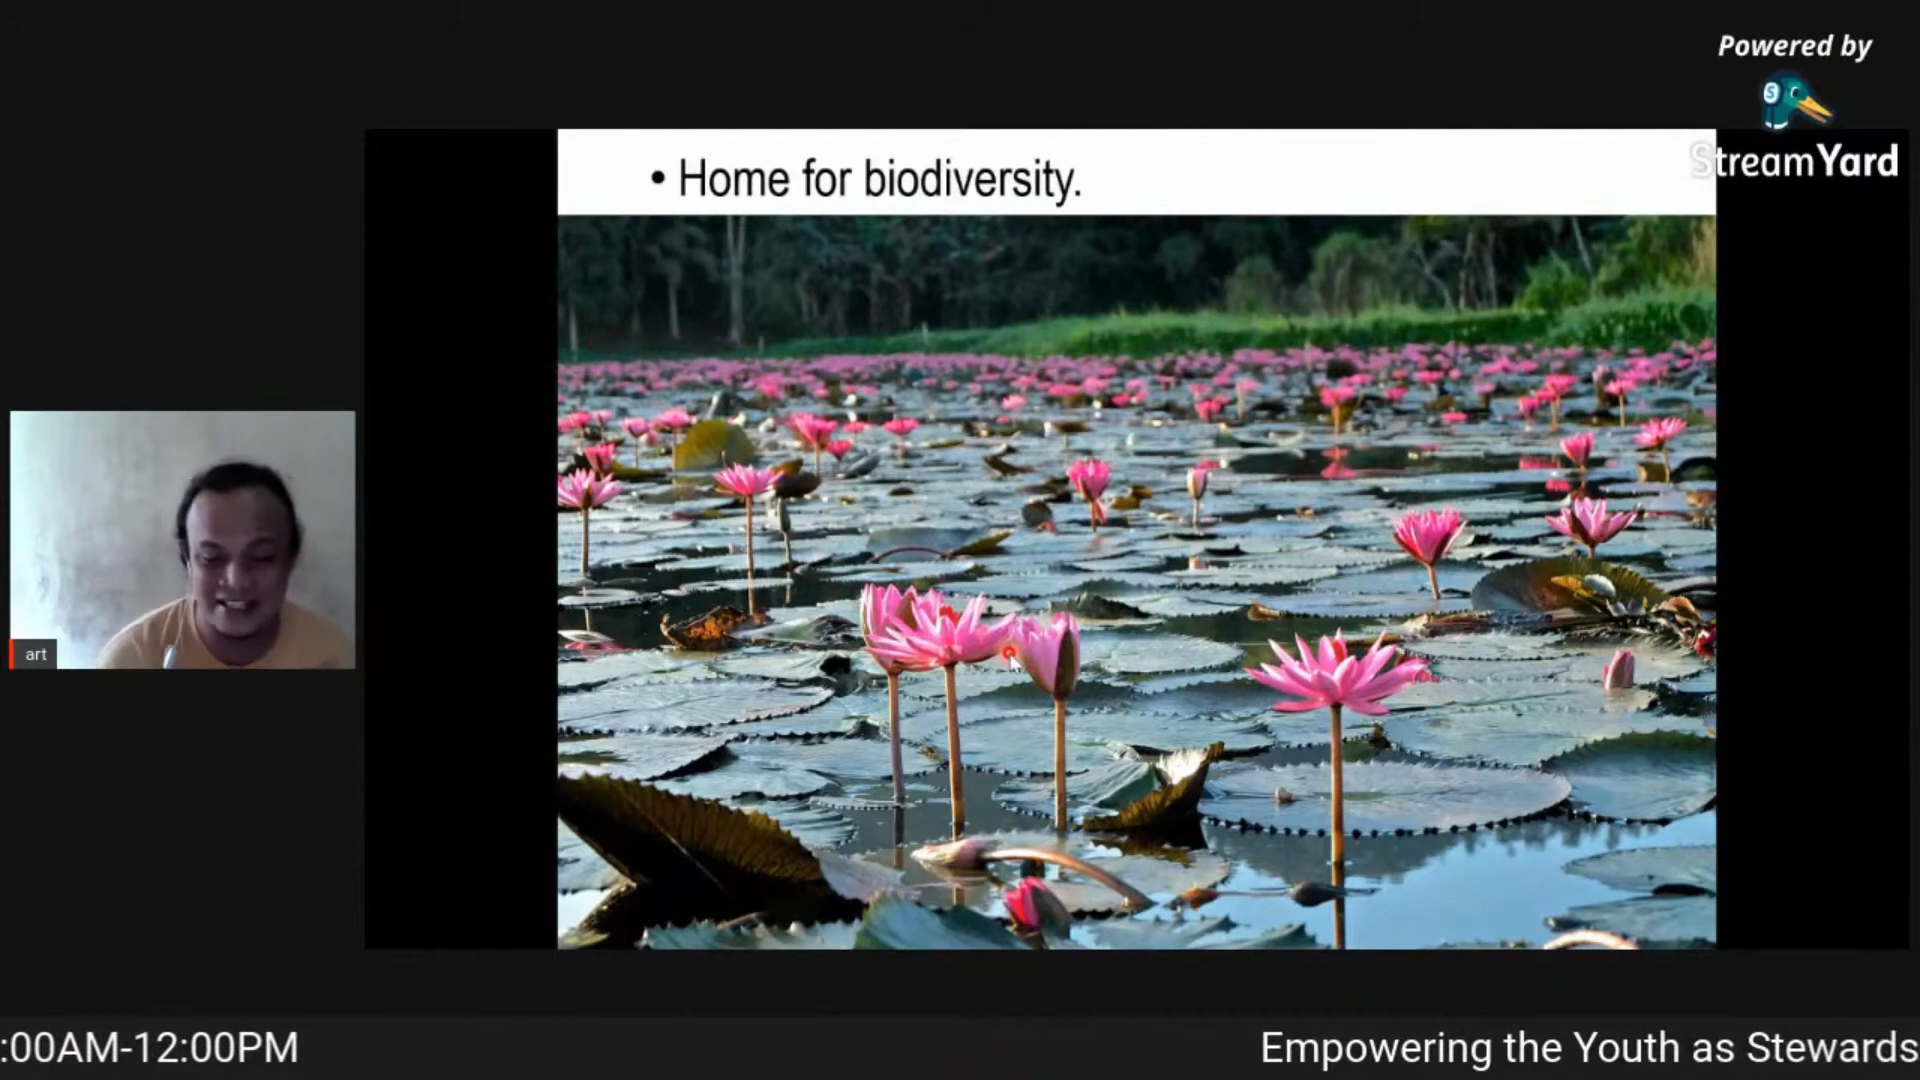 Powered by
StreamYard
• Home for biodiversity.
art
:00AM-12:00PM
Empowering the Youth as Stewards